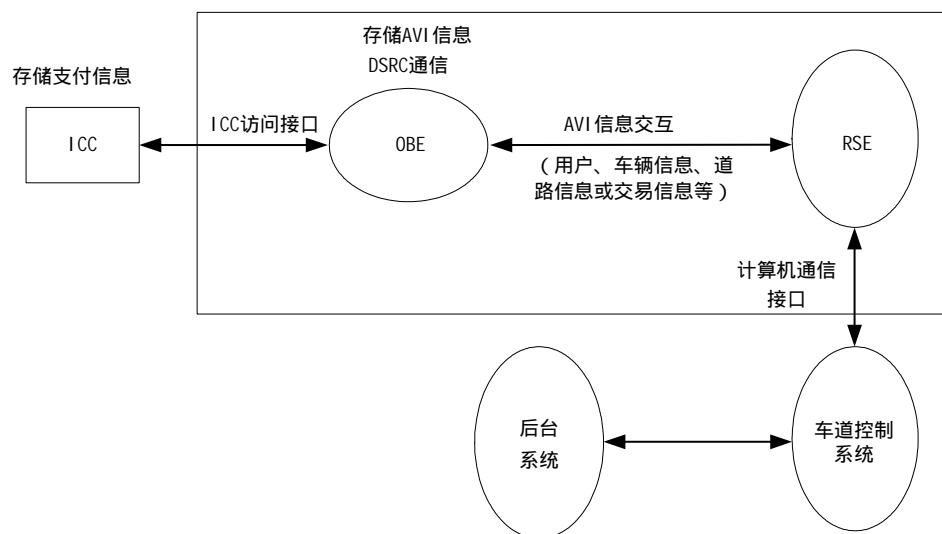 存储AVI信息
DSRC通信
存储支付信息
ICC
ICC访问接口
OBE
AVI信息交互
(用户、车辆信息、道
路信息或交易信息等)
RSE
计算机通信
接口
后台
系统
车道控制
系统